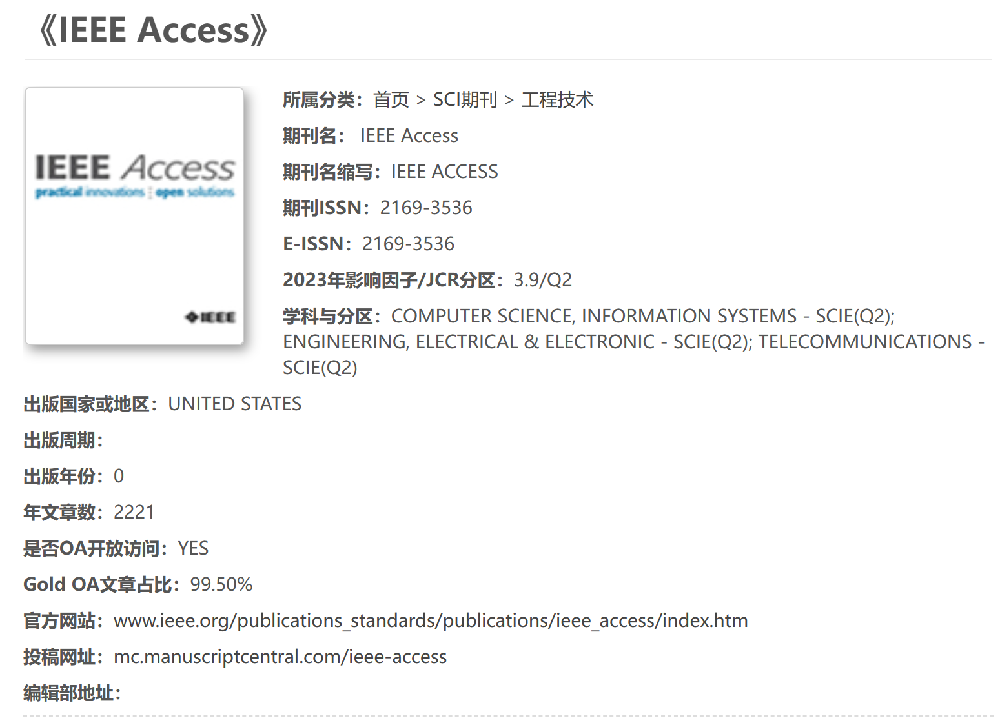 《IEEE Access》
IEEE Access
practical innovations ⋮ open solutions
IEEE
所属分类：首页 > SCI期刊 > 工程技术
期刊名： IEEE Access
期刊名缩写：IEEE ACCESS
期刊ISSN：2169-3536
E-ISSN：2169-3536
2023年影响因子/JCR分区：3.9/Q2
学科与分区：COMPUTER SCIENCE, INFORMATION SYSTEMS - SCIE(Q2);
ENGINEERING, ELECTRICAL & ELECTRONIC - SCIE(Q2); TELECOMMUNICATIONS -
SCIE(Q2)
出版国家或地区：UNITED STATES
出版周期：
出版年份：0
年文章数：2221
是否OA开放访问：YES
Gold OA文章占比：99.50%
官方网站：www.ieee.org/publications_standards/publications/ieee_access/index.htm
投稿网址：mc.manuscriptcentral.com/ieee-access
编辑部地址：